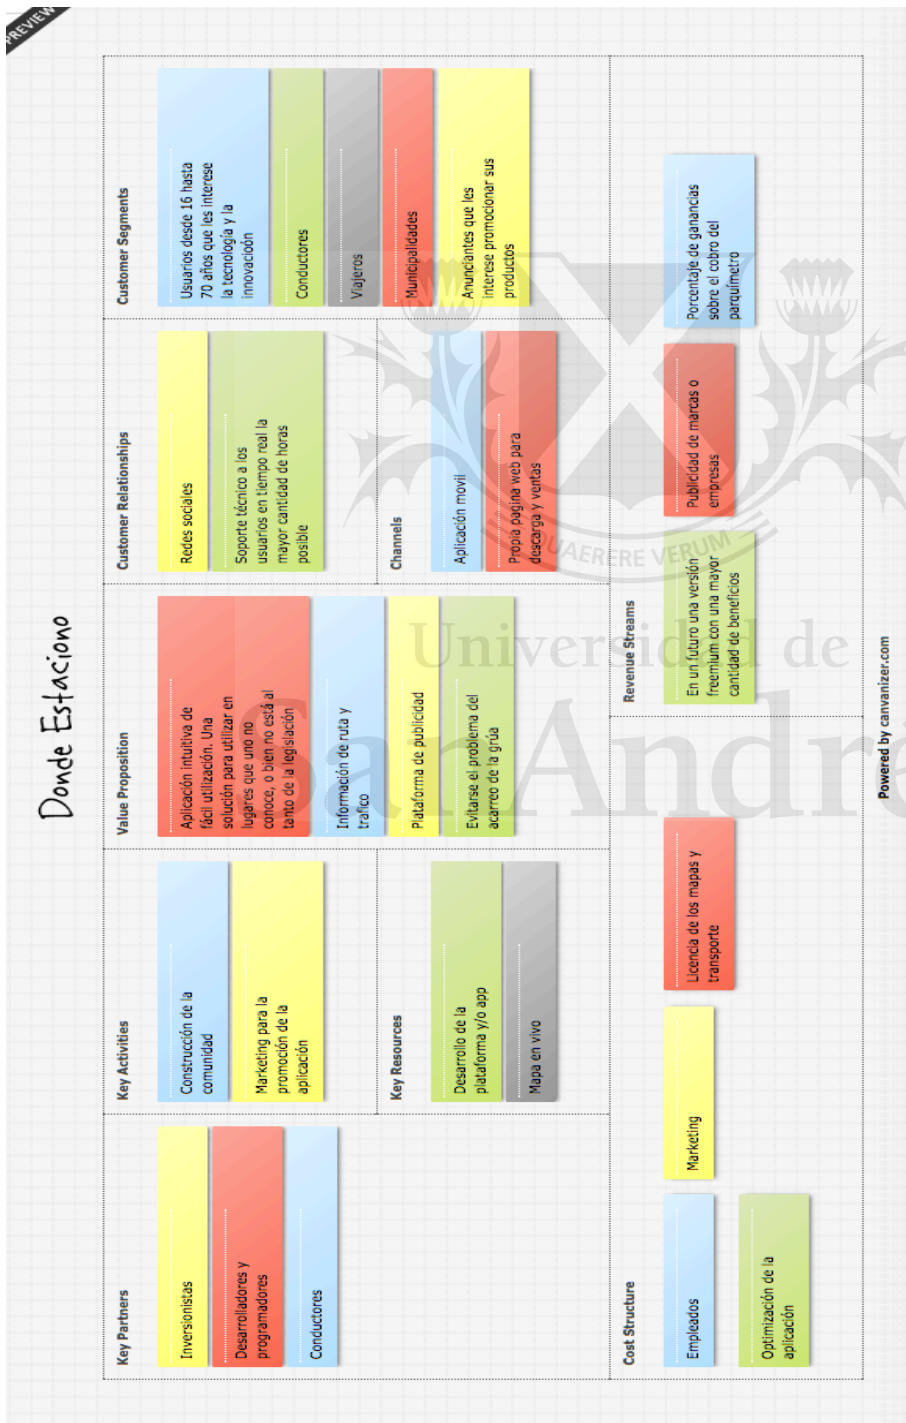 PREVIEW
Donde Estaciono
Key Partners
Inversionistas
Desarrolladores y
programadores
Conductores
Key Activities
Construcción de la
comunidad
Marketing para la
promoción de la
aplicación
Key Resources
Desarrollo de la
plataforma y/o app
Mapa en vivo
Value Proposition
Aplicación intuitiva de
fácil utilización. Una
solución para utilizar en
lugares que uno no
conoce, o bien no está al
tanto de la legislación
Información de ruta y
trafico
Plataforma de publicidad
Evitarse el problema del
acarreo de la grúa
Customer Relationships
Redes sociales
Soporte técnico a los
usuarios en tiempo real la
mayor cantidad de horas
posible
Channels
Aplicación movil
Propia pagina web para
descarga y ventas
Customer Segments
Usuarios desde 16 hasta
70 años que les interese
la tecnología y la
innovacioón
Conductores
Viajeros
Municipalidades
Anunciantes que les
interese promocionar sus
productos
Cost Structure
Empleados
Marketing
Licencia de los mapas y
transporte
Optimización de la
aplicación
Revenue Streams
En un futuro una versión
freemium con una mayor
cantidad de beneficios
Publicidad de marcas o
empresas
Porcentaje de ganancias
sobre el cobro del
parquímetro
Powered by canvanizer.com
QUAERERE VERUM
Universidad de
SanAndre